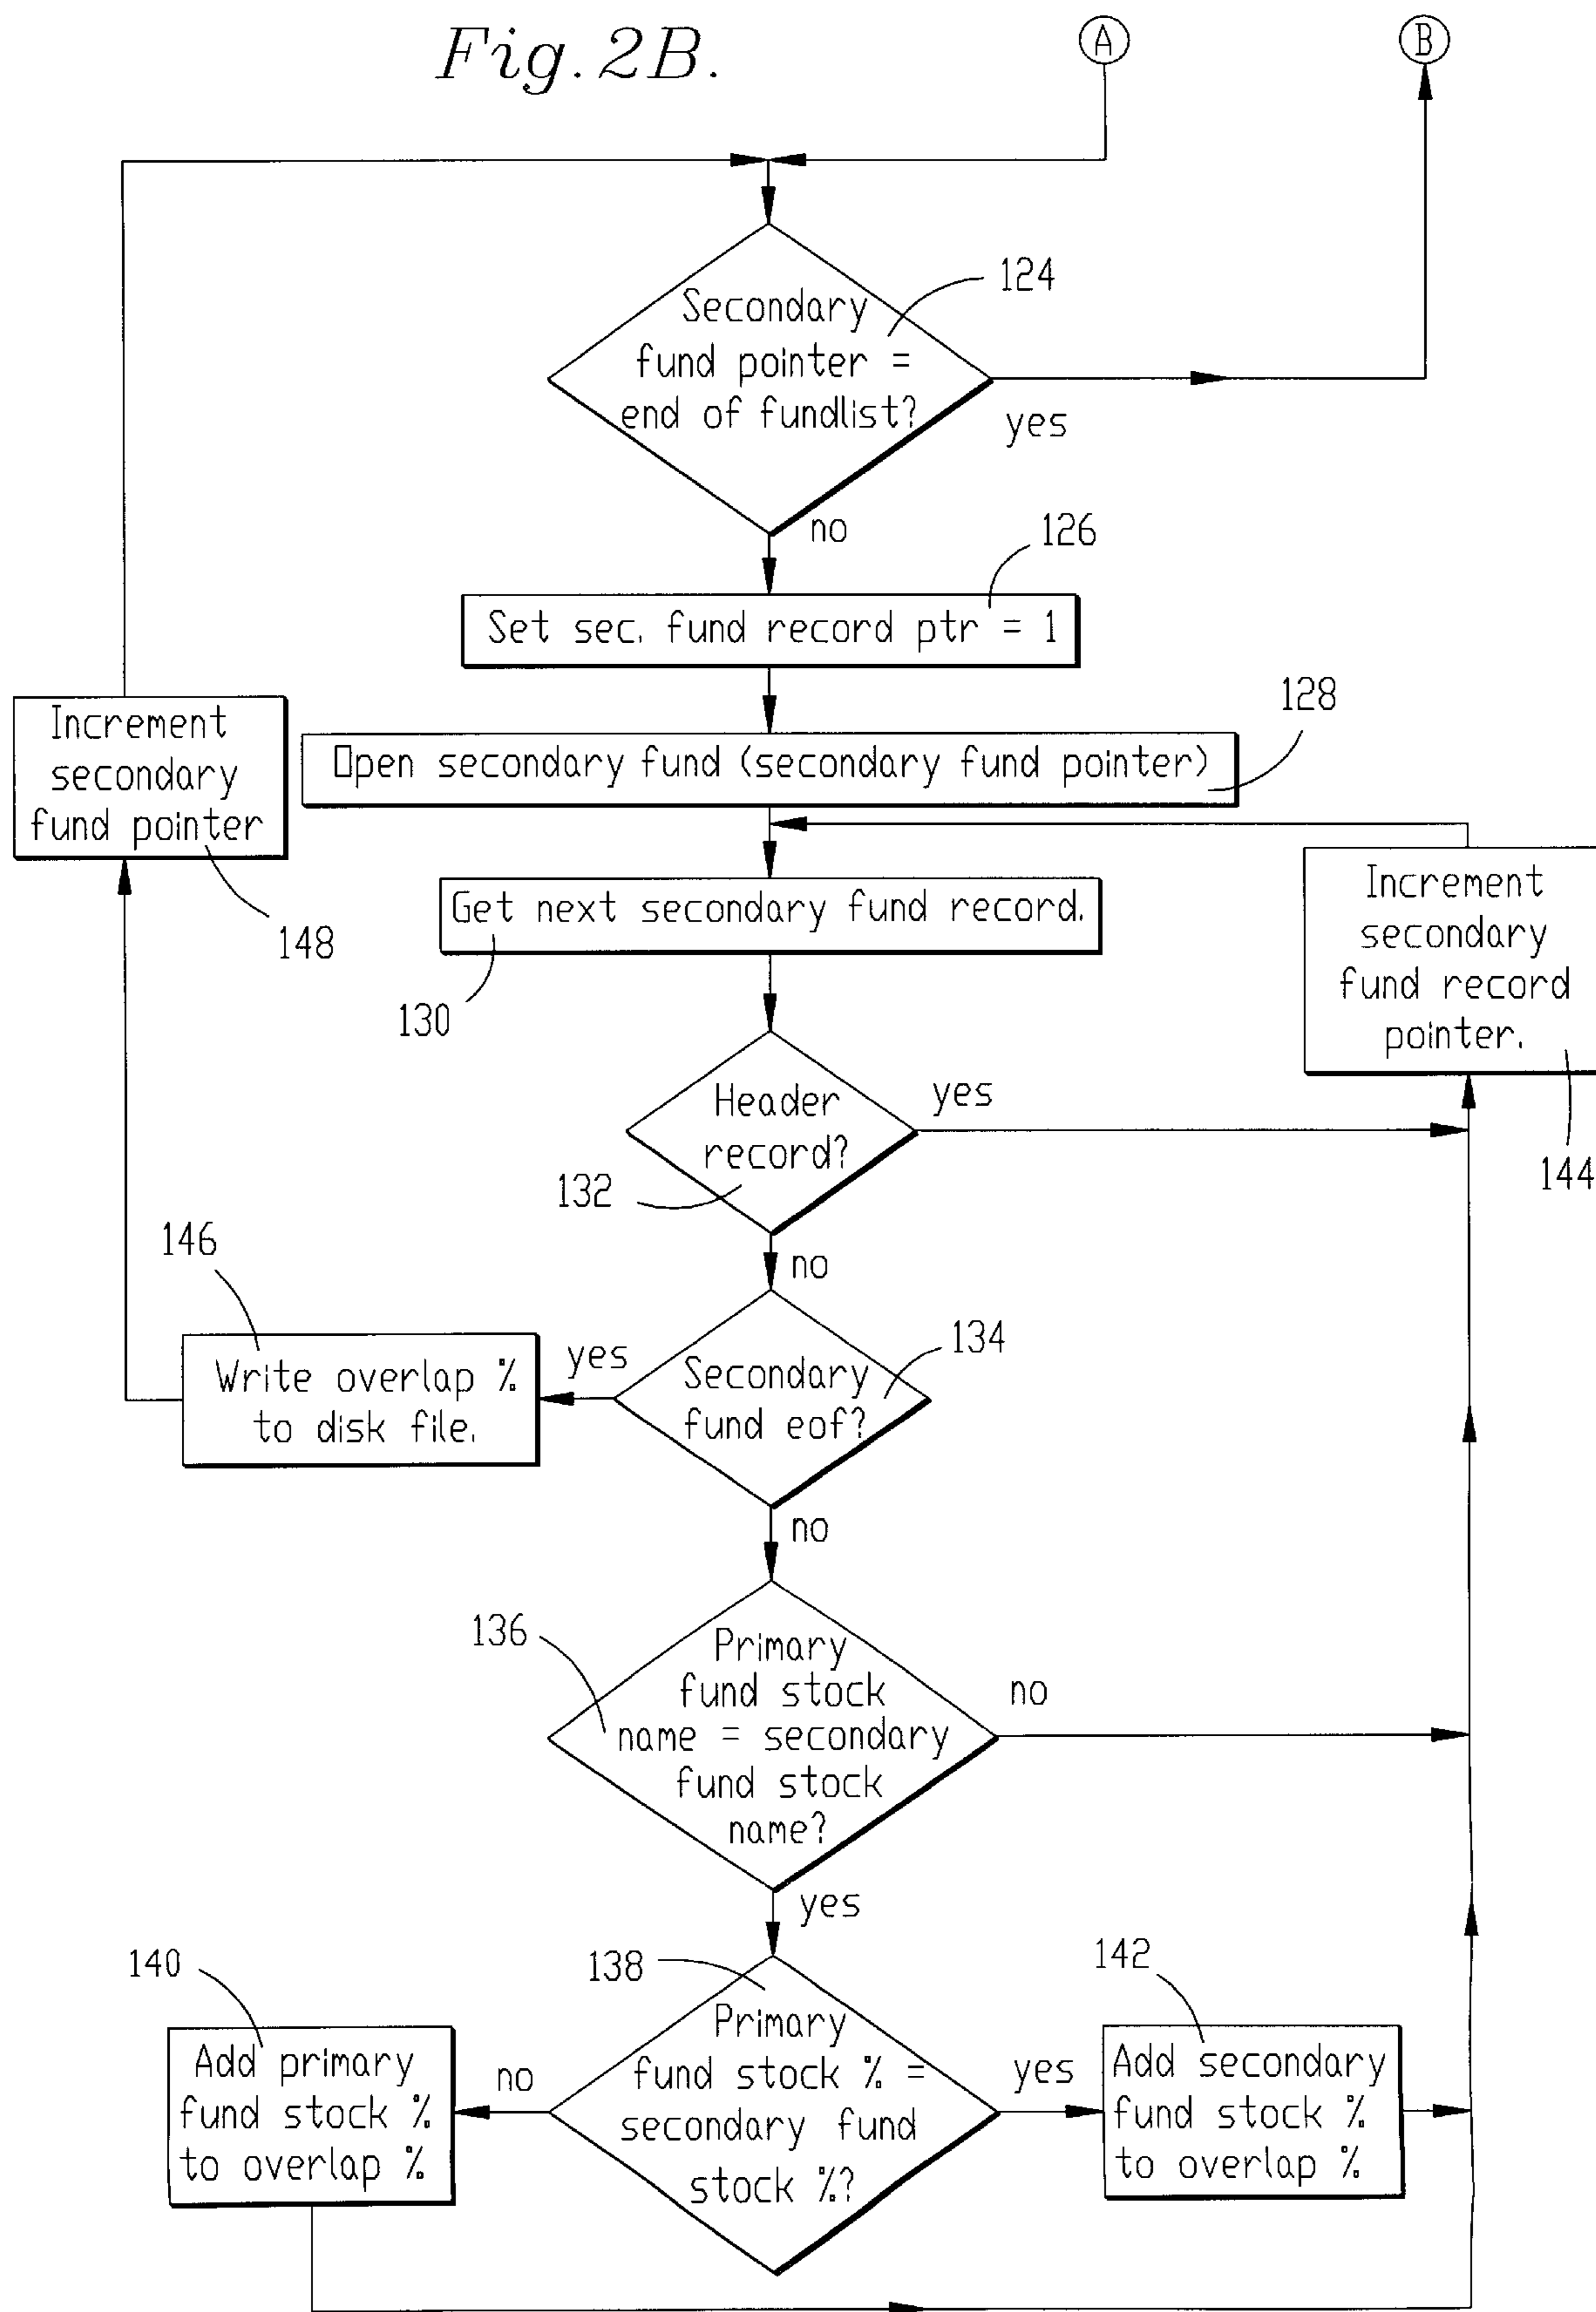 Fig. 2B.
A
B
124
Secondary
fund pointer =
end of fundlist?
yes
no
126
Set sec. fund record ptr = 1
128
Increment
secondary
fund pointer
Open secondary fund (secondary fund pointer)
148
Get next secondary fund record.
130
Increment
secondary
fund record
pointer.
144
Header
record?
yes
132
no
146
Write overlap %
to disk file.
yes
Secondary
fund eof?
134
no
136
Primary
fund stock
name = secondary
fund stock
name?
no
yes
140
138
142
Add primary
fund stock %
to overlap %
no
Primary
fund stock % =
secondary fund
stock %?
yes
Add secondary
fund stock %
to overlap %